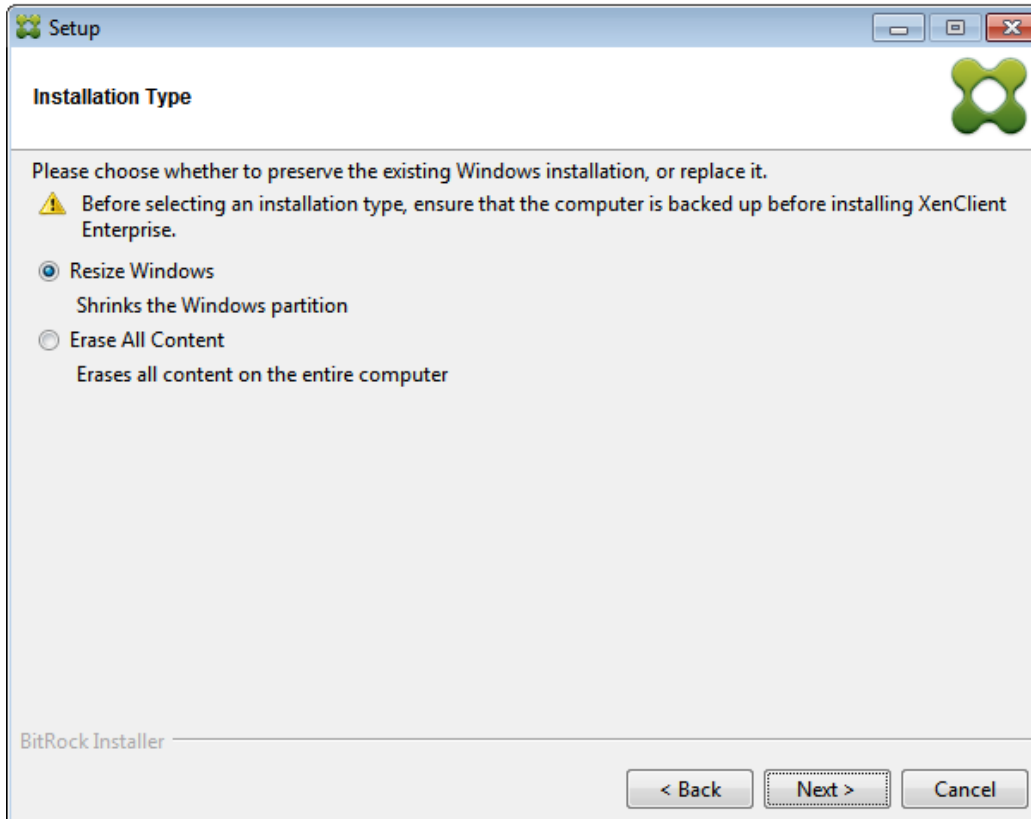 Setup
Installation Type
Please choose whether to preserve the existing Windows installation, or replace it.
Before selecting an installation type, ensure that the computer is backed up before installing XenClient
Enterprise.
Resize Windows
Shrinks the Windows partition
Erase All Content
Erases all content on the entire computer
BitRock Installer
< Back Next > Cancel